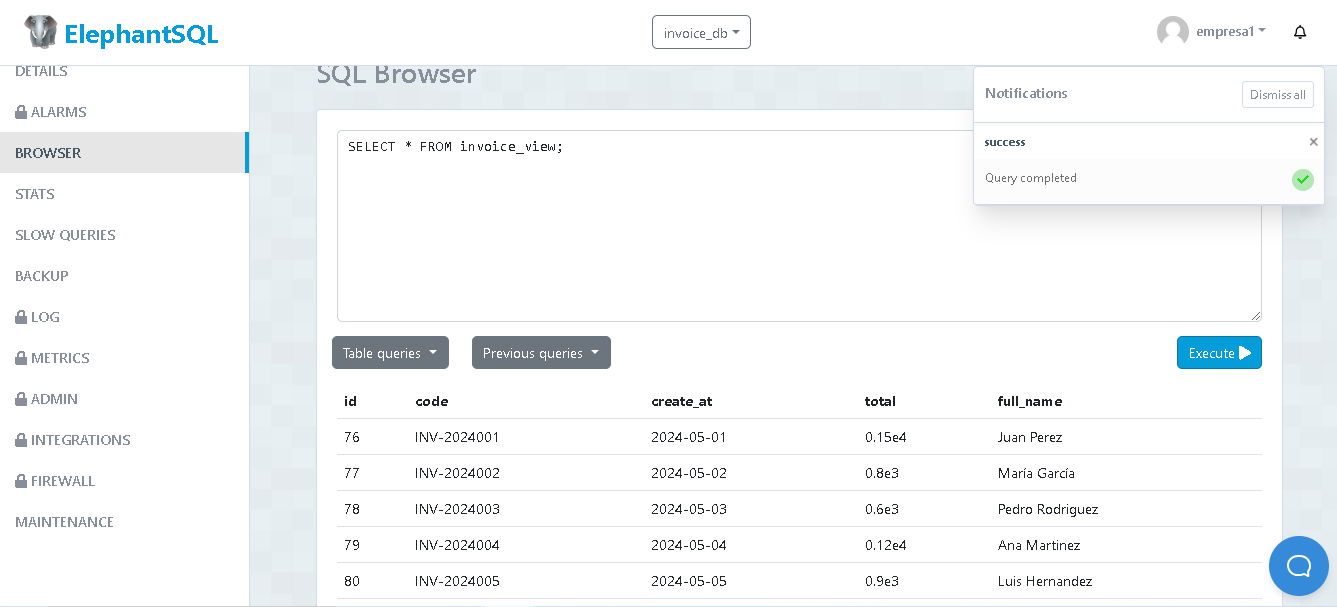 ElephantSQL
invoice_db
empresa1
DETAILS
ALARMS
BROWSER
STATS
SLOW QUERIES
BACKUP
LOG
METRICS
ADMIN
INTEGRATIONS
FIREWALL
MAINTENANCE
SQL Browser
SELECT * FROM invoice_view;
Notifications
Dismiss all
success
×
Query completed
Table queries
Previous queries
Execute
id code create_at total full_name
76 INV-2024001 2024-05-01 0.15e4 Juan Perez
77 INV-2024002 2024-05-02 0.8e3 María García
78 INV-2024003 2024-05-03 0.6e3 Pedro Rodriguez
79 INV-2024004 2024-05-04 0.12e4 Ana Martinez
80 INV-2024005 2024-05-05 0.9e3 Luis Hernandez